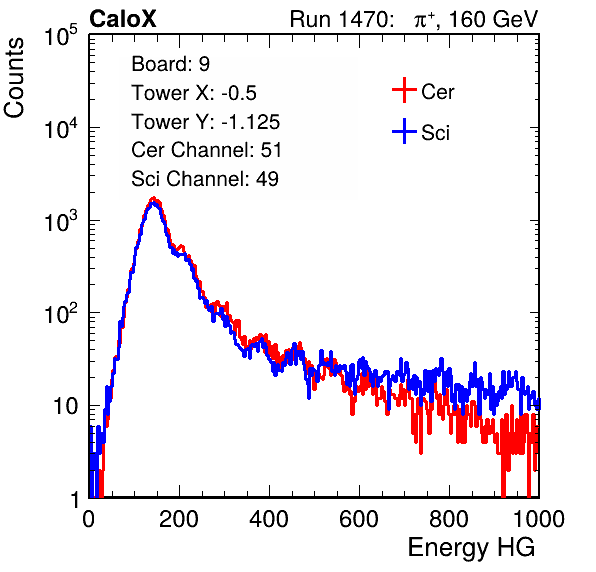 CaloX Run 1470: π⁺, 160 GeV
Counts
10⁵
10⁴
10³
10²
10
1
Board: 9
Tower X: -0.5
Tower Y: -1.125
Cer Channel: 51
Sci Channel: 49
Cer
Sci
0 200 400 600 800 1000
Energy HG